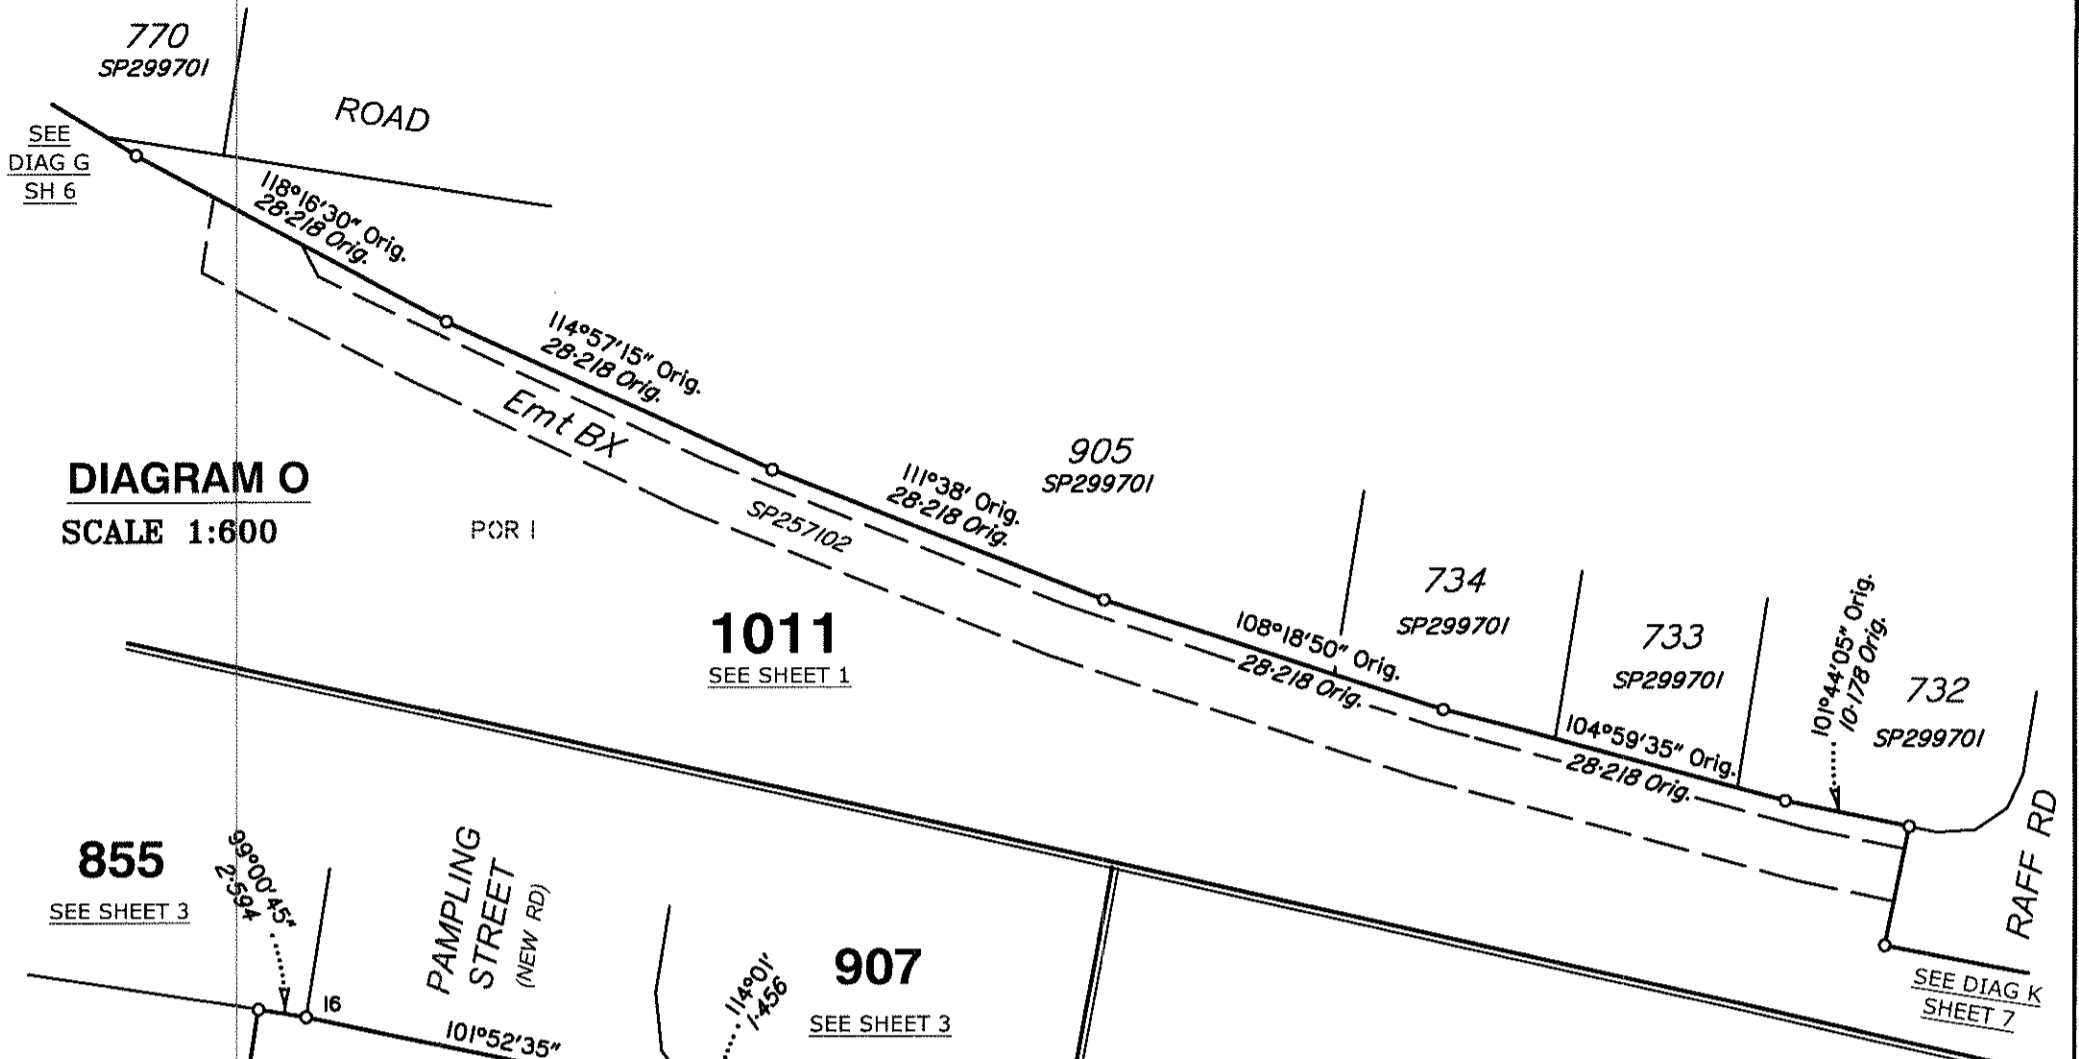 770
SP299701
ROAD
SEE
DIAG G
SH 6
118°16'30" Orig.
28·218 Orig.
114°57'15" Orig.
28·218 Orig.
Emt BX
905
SP299701
111°38' Orig.
28·218 Orig.
DIAGRAM O
SCALE 1:600
POR 1
SP257102
734
SP299701
108°18'50" Orig.
28·218 Orig.
733
SP299701
101°44'05" Orig.
10·178 Orig.
732
SP299701
1011
SEE SHEET 1
104°59'35" Orig.
28·218 Orig.
RAFF RD
855
SEE SHEET 3
99°00'45"
2·594
PAMPLING
STREET
(NEW RD)
907
SEE SHEET 3
114°01'
1·456
SEE DIAG K
SHEET 7
16
101°52'35"